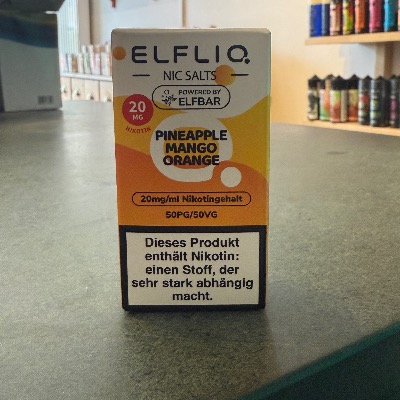 ELFLIQ
NIC SALTS
POWERED BY
ELFBAR
20
MG
NIKOTIN
PINEAPPLE
MANGO
ORANGE
20mg/ml Nikotingehalt
50PG/50VG
Dieses Produkt
enthält Nikotin:
einen Stoff, der
sehr stark abhängig
macht.